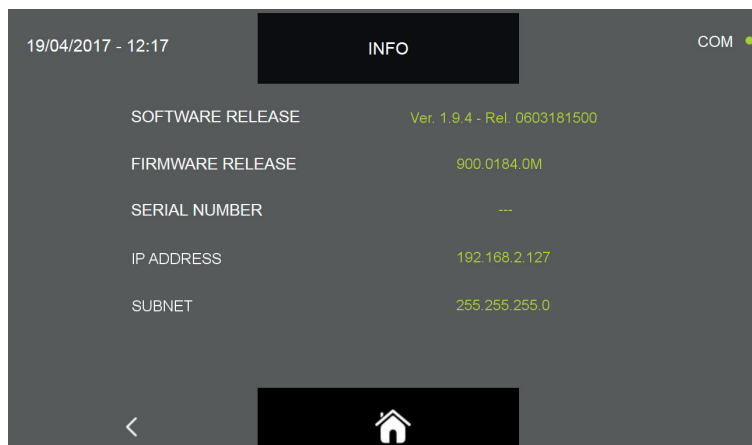 19/04/2017 - 12:17 INFO COM
SOFTWARE RELEASE Ver. 1.9.4 - Rel. 0603181500
FIRMWARE RELEASE 900.0184.0M
SERIAL NUMBER ---
IP ADDRESS 192.168.2.127
SUBNET 255.255.255.0